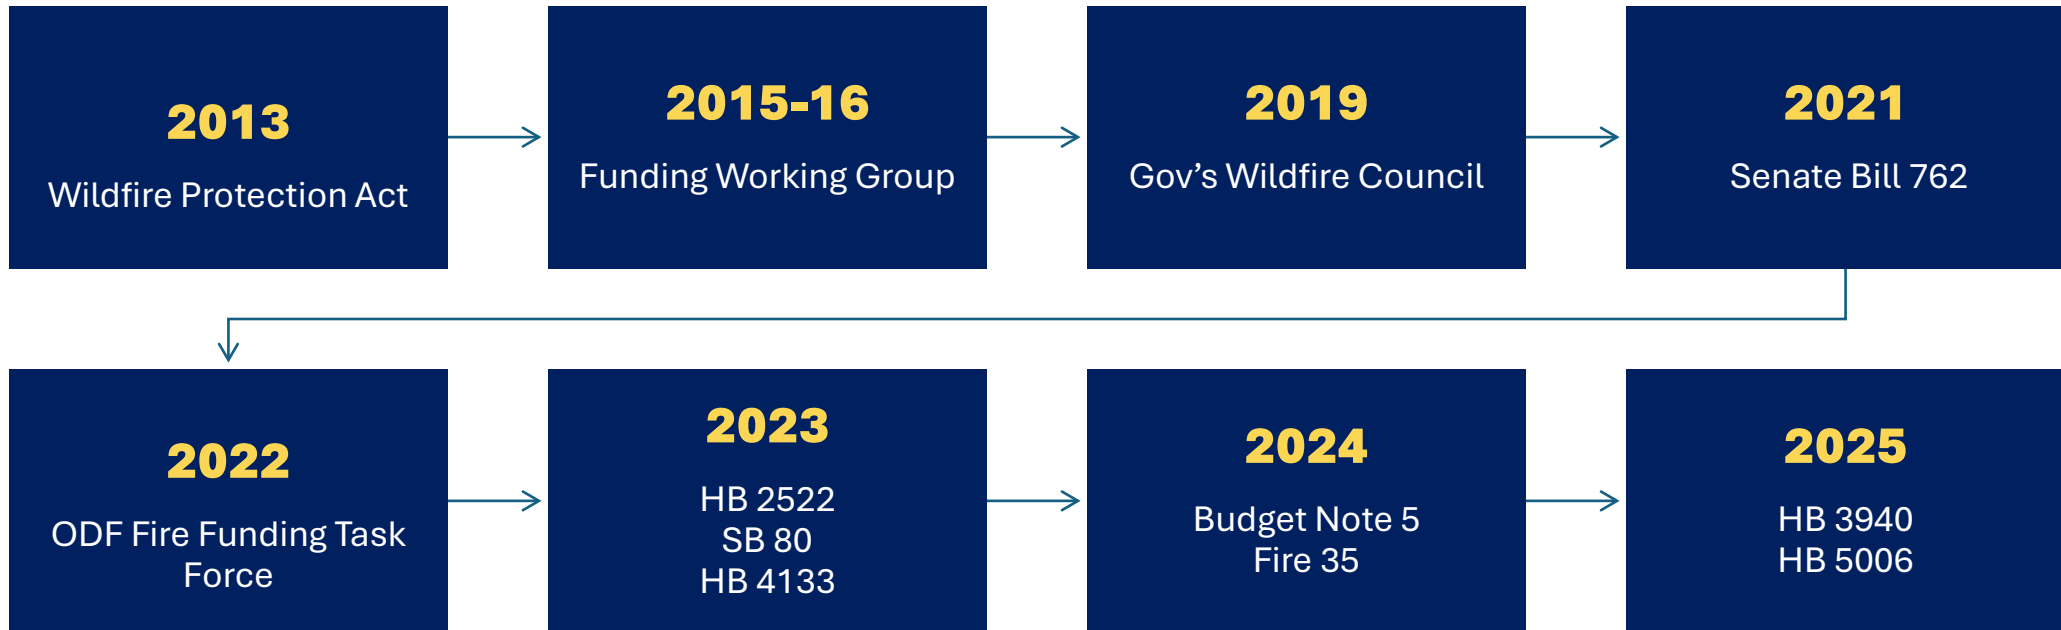 2013
Wildfire Protection Act
2015-16
Funding Working Group
2019
Gov's Wildfire Council
2021
Senate Bill 762
2022
ODF Fire Funding Task
Force
2023
HB 2522
SB 80
HB 4133
2024
Budget Note 5
Fire 35
2025
HB 3940
HB 5006